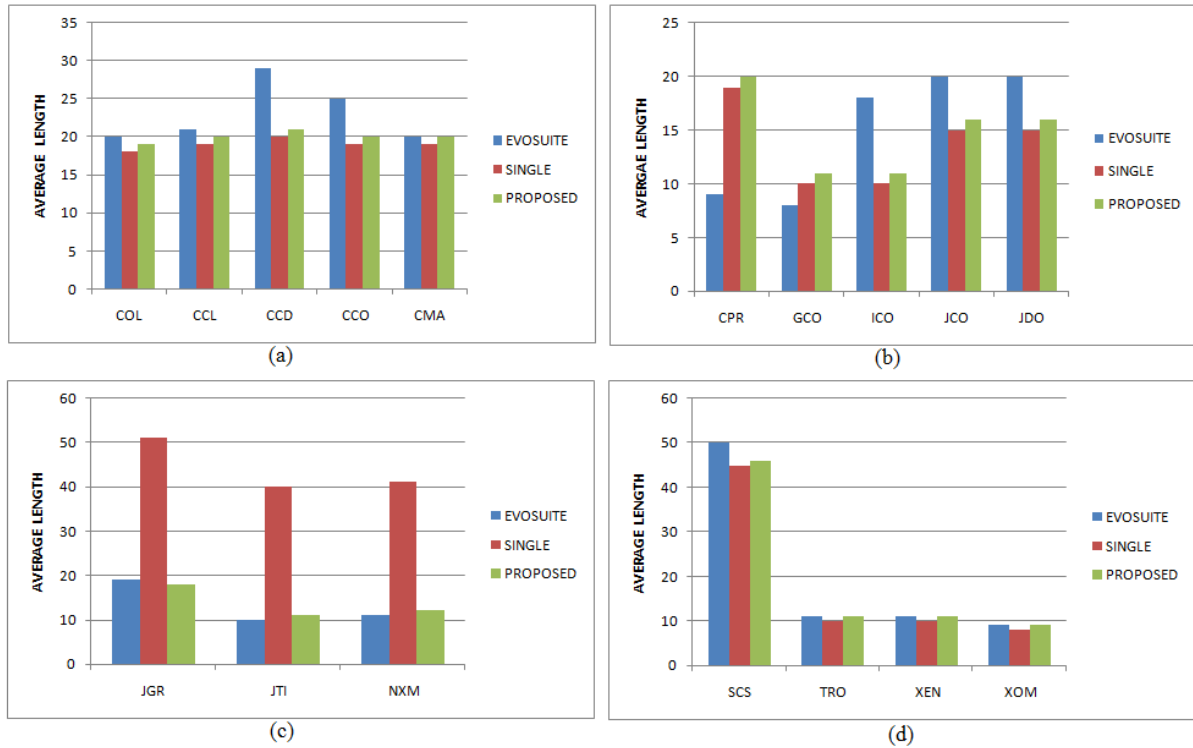 35
30
25
20
15
10
5
0
AVERAGE LENGTH
COL CCL CCD CCO CMA
EVOSUITE
SINGLE
PROPOSED
(a)
25
20
15
10
5
0
AVERGAE LENGTH
CPR GCO ICO JCO JDO
EVOSUITE
SINGLE
PROPOSED
(b)
60
50
40
30
20
10
0
AVERAGE LENGTH
JGR JTI NXM
EVOSUITE
SINGLE
PROPOSED
(c)
60
50
40
30
20
10
0
AVERAGE LENGTH
SCS TRO XEN XOM
EVOSUITE
SINGLE
PROPOSED
(d)